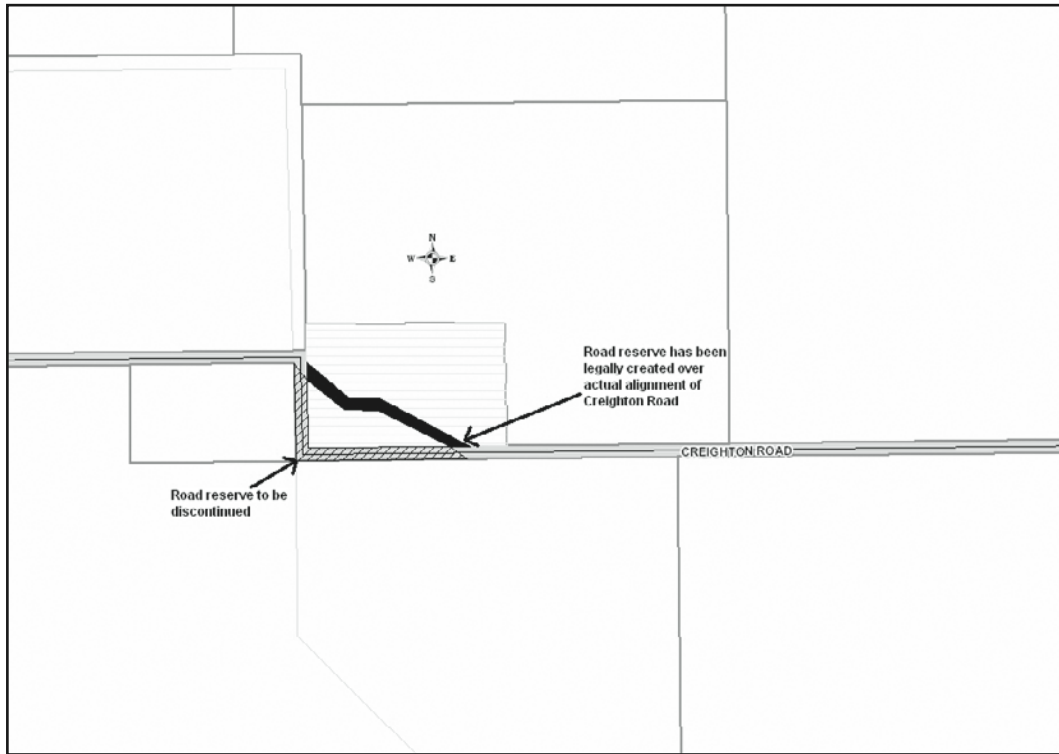 N
W E
S
Road reserve has been
legally created over
actual alignment of
Creighton Road
CREIGHTON ROAD
Road reserve to be
discontinued